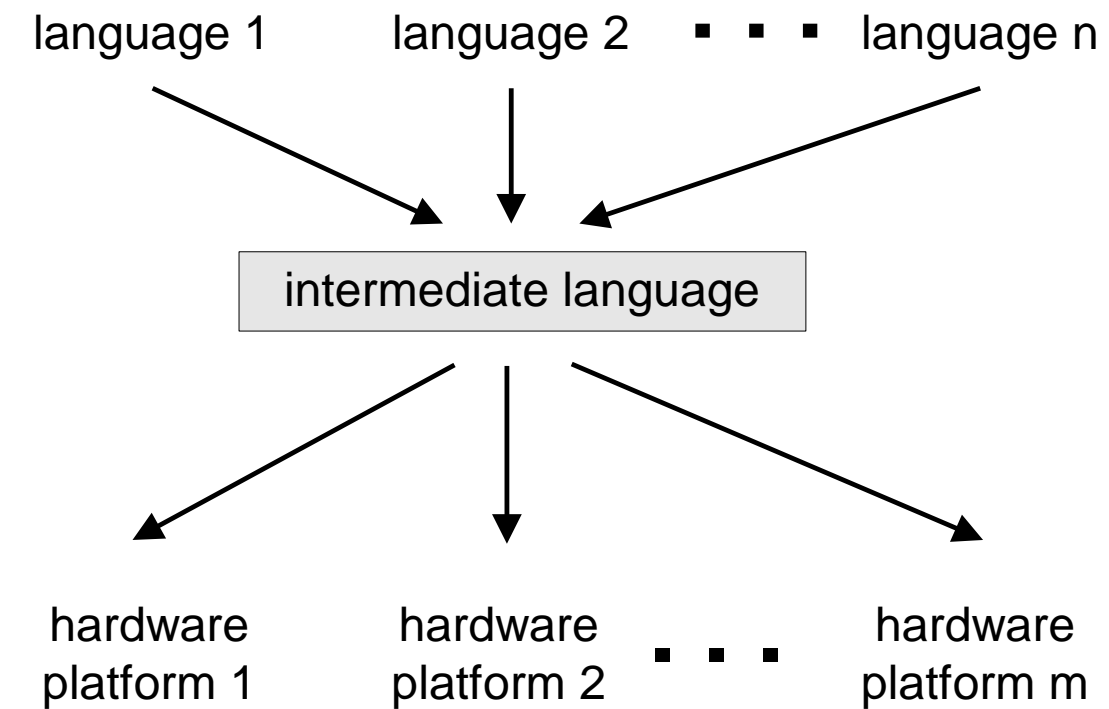 language 1 language 2 ▪ ▪ ▪ language n
intermediate language
hardware hardware hardware
platform 1 platform 2 ▪ ▪ ▪ platform m